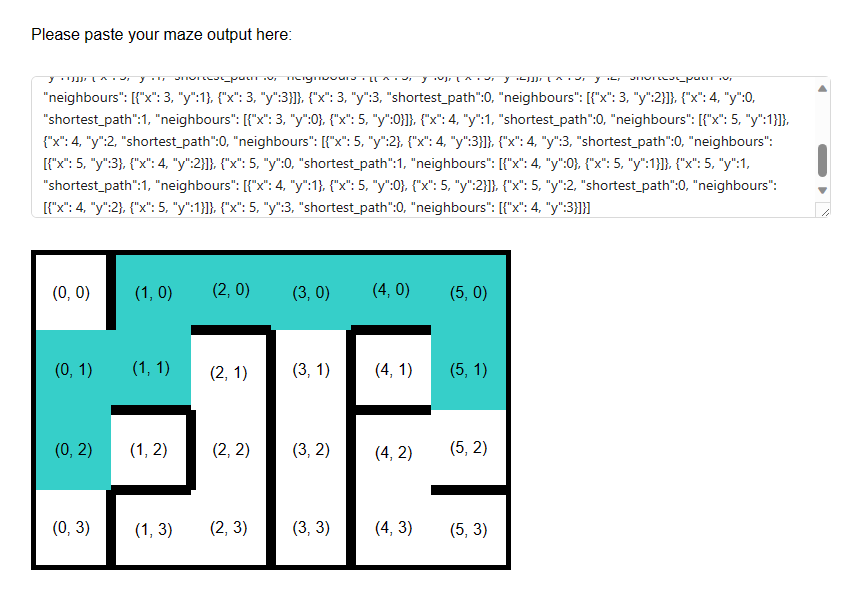 Please paste your maze output here:
"neighbours": [{"x": 3, "y":1}, {"x": 3, "y":3}]}, {"x": 3, "y":3, "shortest_path":0, "neighbours": [{"x": 3, "y":2}]}, {"x": 4, "y":0,
"shortest_path":1, "neighbours": [{"x": 3, "y":0}, {"x": 5, "y":0}]}, {"x": 4, "y":1, "shortest_path":0, "neighbours": [{"x": 5, "y":1}]},
{"x": 4, "y":2, "shortest_path":0, "neighbours": [{"x": 5, "y":2}, {"x": 4, "y":3}]}, {"x": 4, "y":3, "shortest_path":0, "neighbours":
[{"x": 5, "y":3}, {"x": 4, "y":2}]}, {"x": 5, "y":0, "shortest_path":1, "neighbours": [{"x": 4, "y":0}, {"x": 5, "y":1}]}, {"x": 5, "y":1,
"shortest_path":1, "neighbours": [{"x": 4, "y":1}, {"x": 5, "y":0}, {"x": 5, "y":2}]}, {"x": 5, "y":2, "shortest_path":0, "neighbours":
[{"x": 4, "y":2}, {"x": 5, "y":1}]}, {"x": 5, "y":3, "shortest_path":0, "neighbours": [{"x": 4, "y":3}]}]
(0, 0) (1, 0) (2, 0) (3, 0) (4, 0) (5, 0)
(0, 1) (1, 1) (2, 1) (3, 1) (4, 1) (5, 1)
(0, 2) (1, 2) (2, 2) (3, 2) (4, 2) (5, 2)
(0, 3) (1, 3) (2, 3) (3, 3) (4, 3) (5, 3)